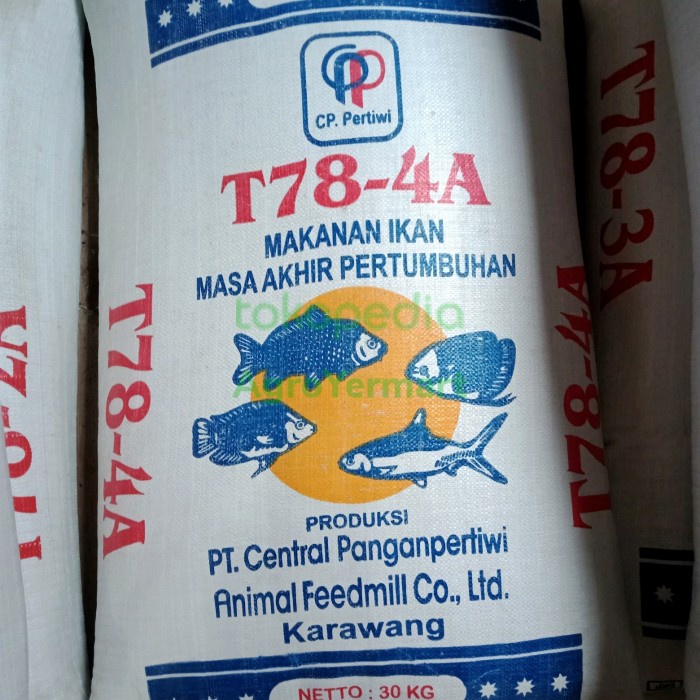 CP. Pertiwi
T78-4A
MAKANAN IKAN
MASA AKHIR PERTUMBUHAN
tokopedia
AgroYermart
PRODUKSI
PT. Central Panganpertiwi
Animal Feedmill Co., Ltd.
Karawang
NETTO : 30 KG
T78-4A
T78-4A
T78-3A